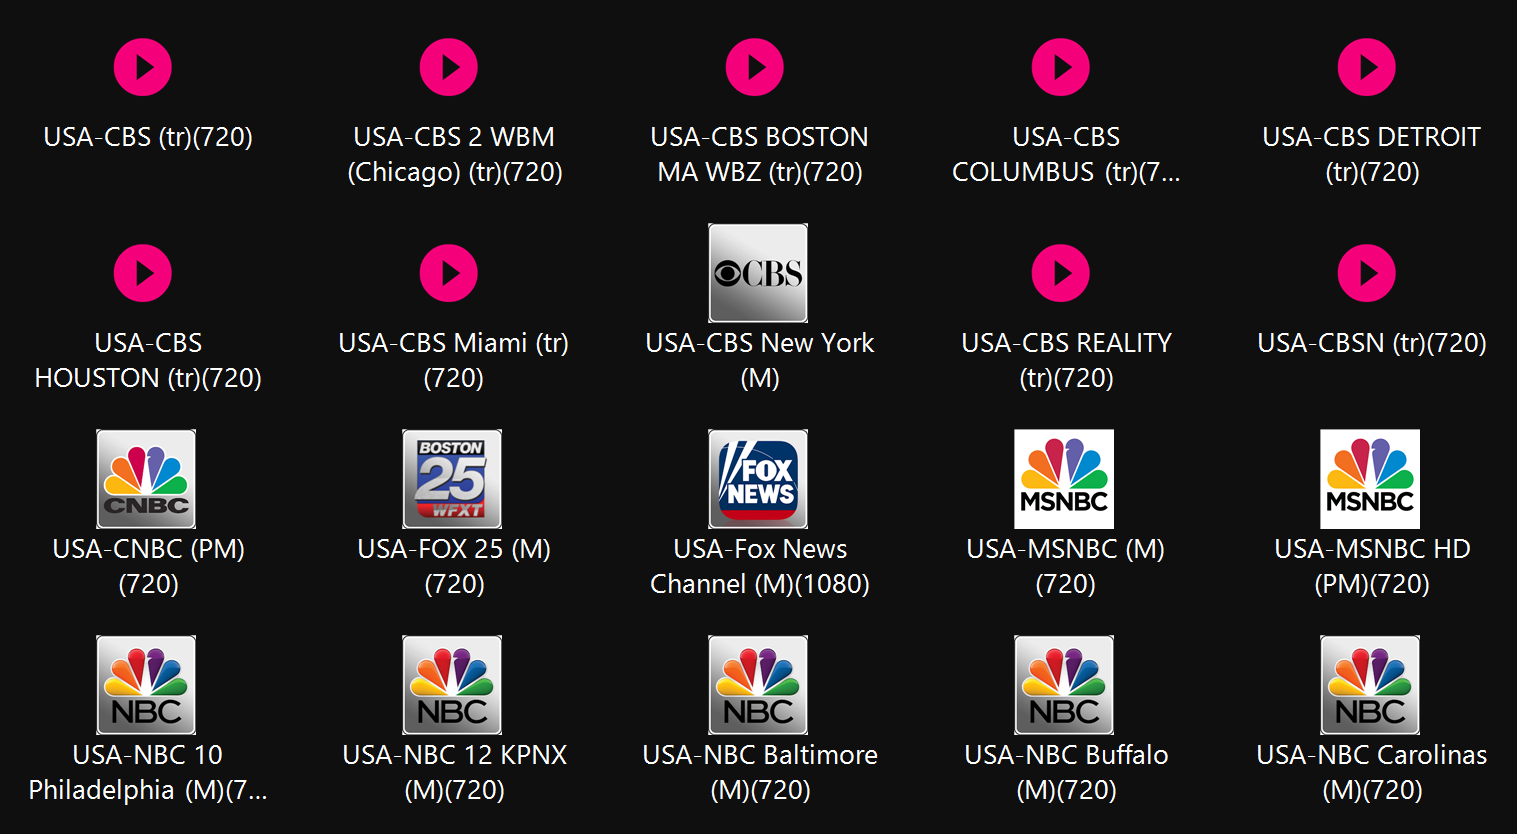 USA-CBS (tr)(720)
USA-CBS 2 WBM
(Chicago) (tr)(720)
USA-CBS BOSTON
MA WBZ (tr)(720)
USA-CBS
COLUMBUS (tr)(7...
USA-CBS DETROIT
(tr)(720)
CBS
USA-CBS
HOUSTON (tr)(720)
USA-CBS Miami (tr)
(720)
USA-CBS New York
(M)
USA-CBS REALITY
(tr)(720)
USA-CBSN (tr)(720)
CNBC
USA-CNBC (PM)
(720)
BOSTON
25
WFXT
USA-FOX 25 (M)
(720)
FOX
NEWS
USA-Fox News
Channel (M)(1080)
MSNBC
USA-MSNBC (M)
(720)
MSNBC
USA-MSNBC HD
(PM)(720)
NBC
USA-NBC 10
Philadelphia (M)(7...
NBC
USA-NBC 12 KPNX
(M)(720)
NBC
USA-NBC Baltimore
(M)(720)
NBC
USA-NBC Buffalo
(M)(720)
NBC
USA-NBC Carolinas
(M)(720)